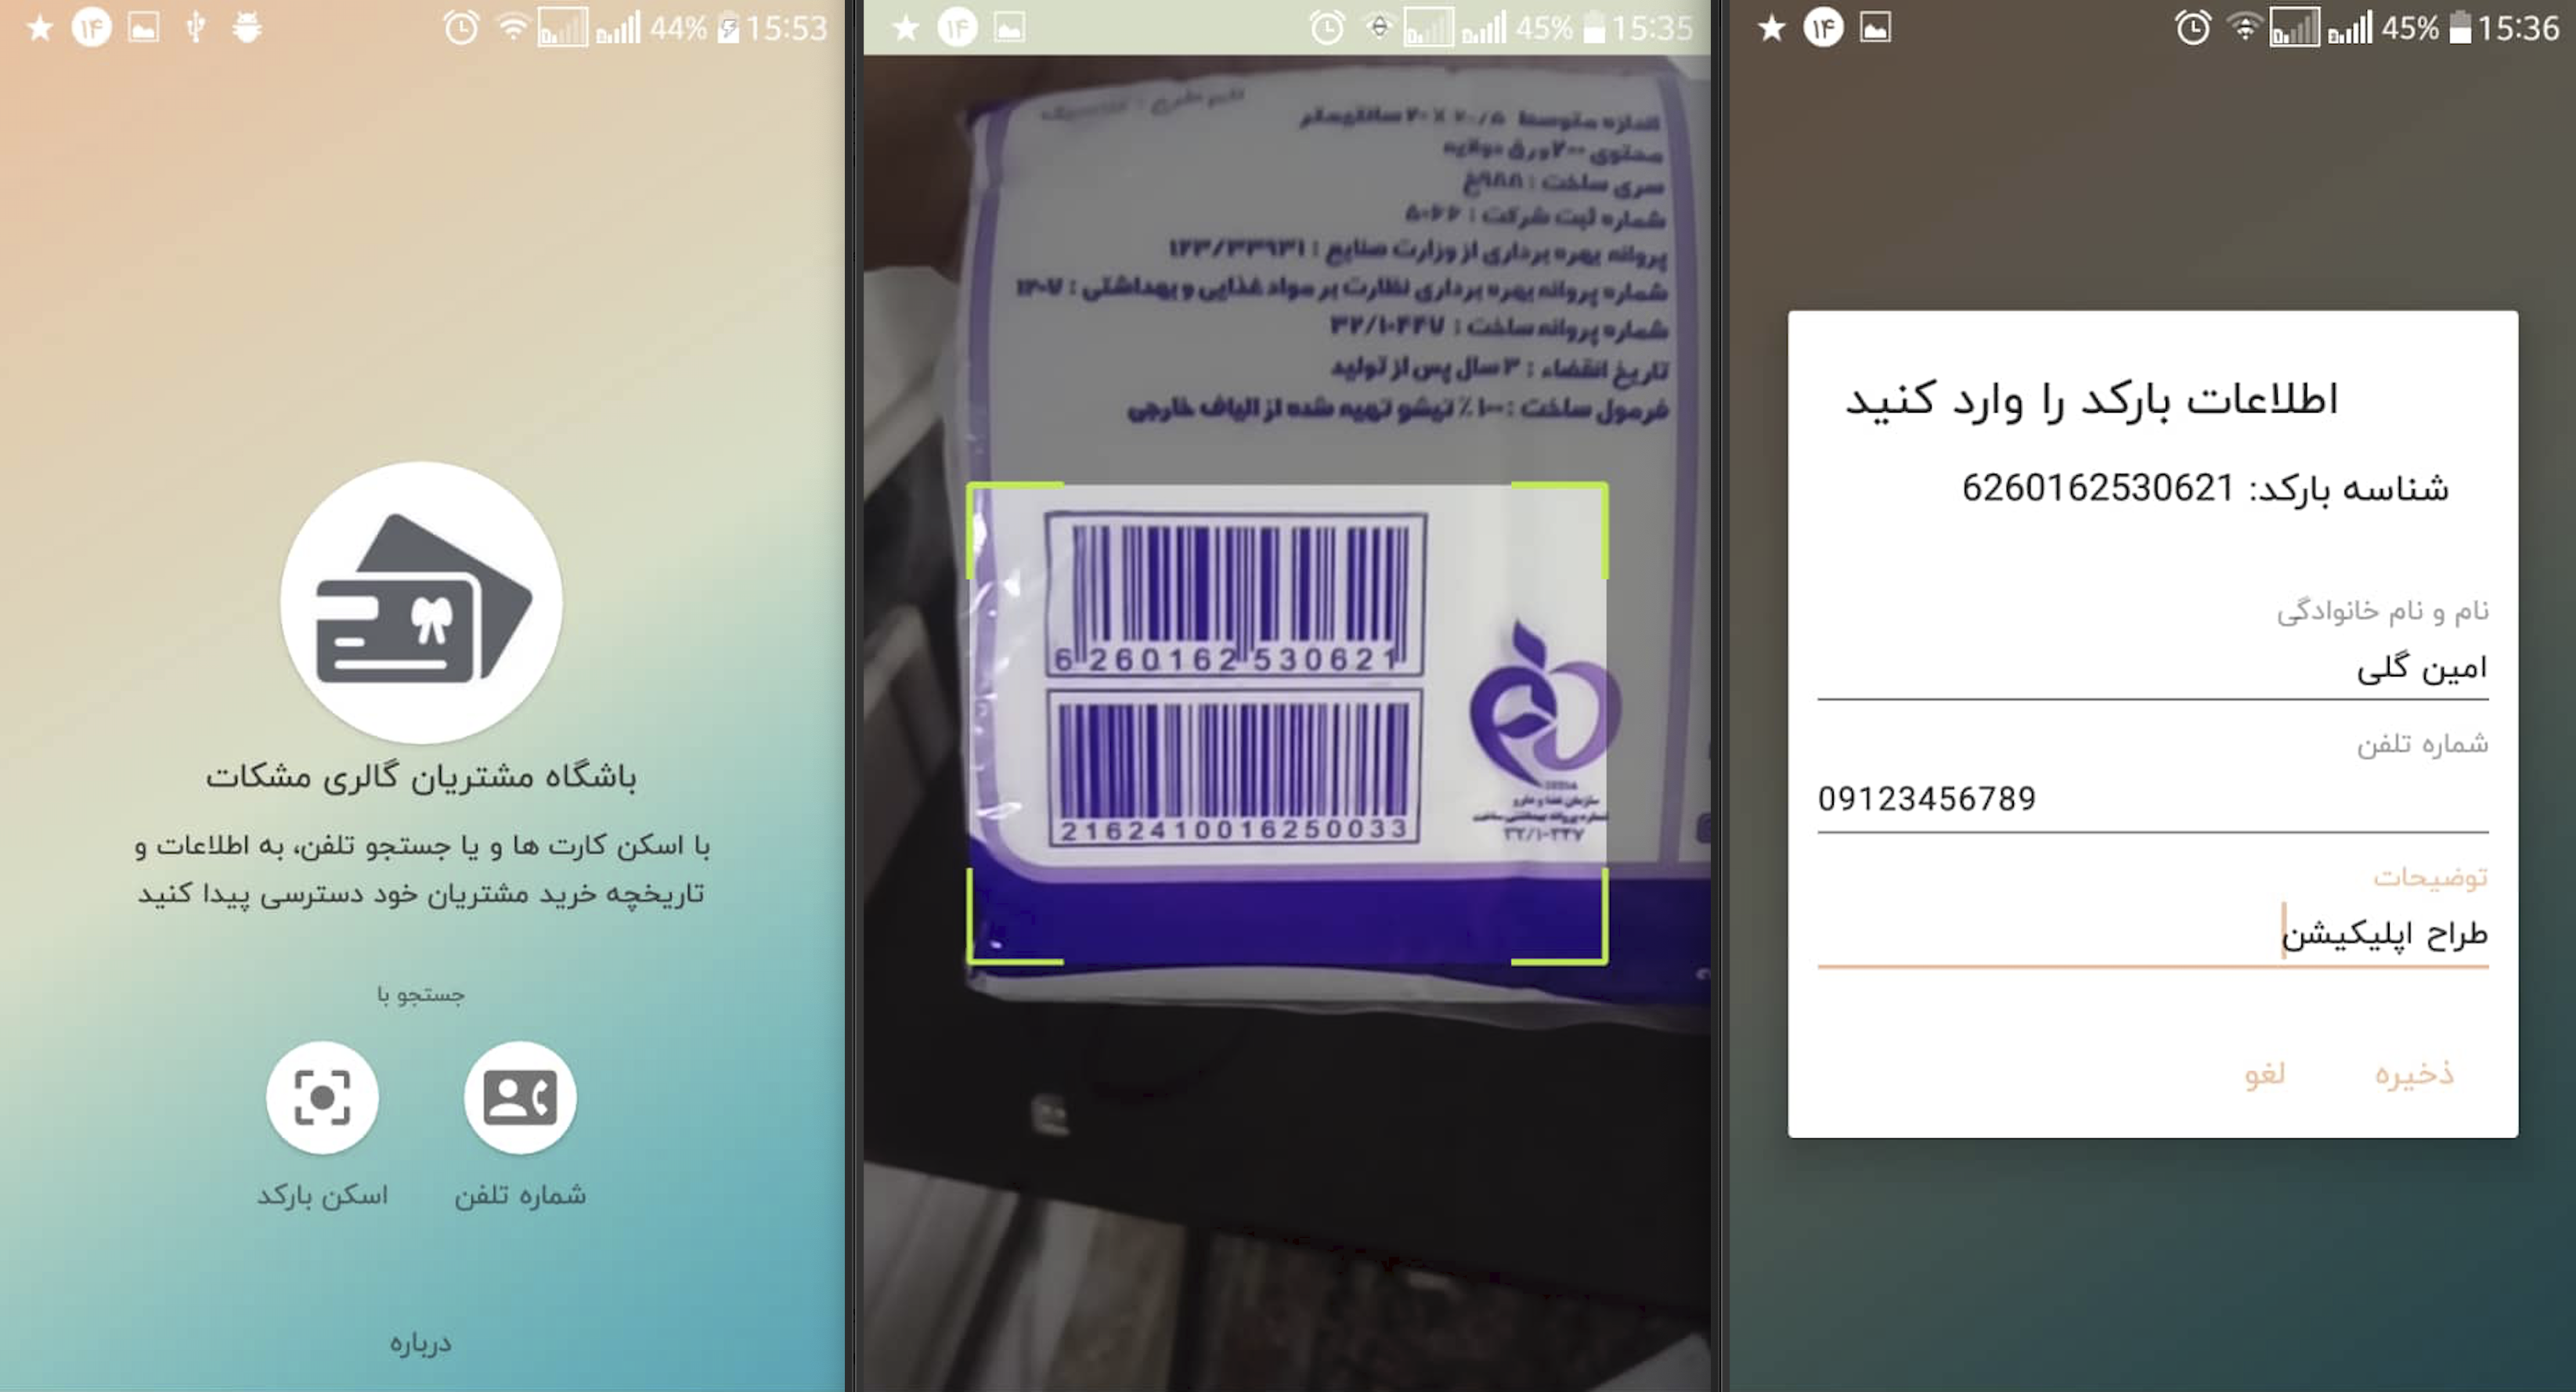 44% 15:53
باشگاه مشتریان گالری مشکات
با اسکن کارت ها و یا جستجو تلفن، به اطلاعات و
تاریخچه خرید مشتریان خود دسترسی پیدا کنید
جستجو با
شماره تلفن
اسکن بارکد
درباره
۱۴
45% 15:35
اندازه متوسط ۲۰/۵ X ۲۰ سانتیمتر
محتوی ۲۰۰ ورق دولایه
سری ساخت :
شماره ثبت شرکت : ۵۰۶۶
پروانه بهره برداری از وزارت صنایع : ۱۲۳/۳۳۹۳۱
شماره پروانه بهره برداری نظارت بر مواد غذایی و بهداشتی : ۱۲۰۷
شماره پروانه ساخت : ۳۲/۱۰۴۴۷
تاریخ انقضاء : ۳ سال پس از تولید
فرمول ساخت : ۱۰۰٪ تیشو تهیه شده از الیاف خارجی
6 260162 530621
2162410016250033
سازمان غذا و دارو
۱۴
45% 15:36
اطلاعات بارکد را وارد کنید
شناسه بارکد: 6260162530621
نام و نام خانوادگی
امین گلی
شماره تلفن
09123456789
توضیحات
طراح اپلیکیشن
ذخیره
لغو